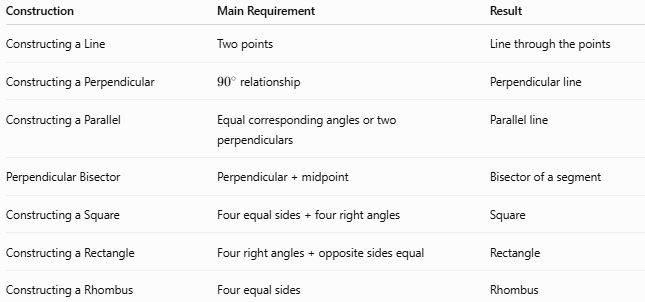 Construction Main Requirement Result
Constructing a Line Two points Line through the points
Constructing a Perpendicular 90° relationship Perpendicular line
Constructing a Parallel Equal corresponding angles or two Parallel line
perpendiculars
Perpendicular Bisector Perpendicular + midpoint Bisector of a segment
Constructing a Square Four equal sides + four right angles Square
Constructing a Rectangle Four right angles + opposite sides equal Rectangle
Constructing a Rhombus Four equal sides Rhombus